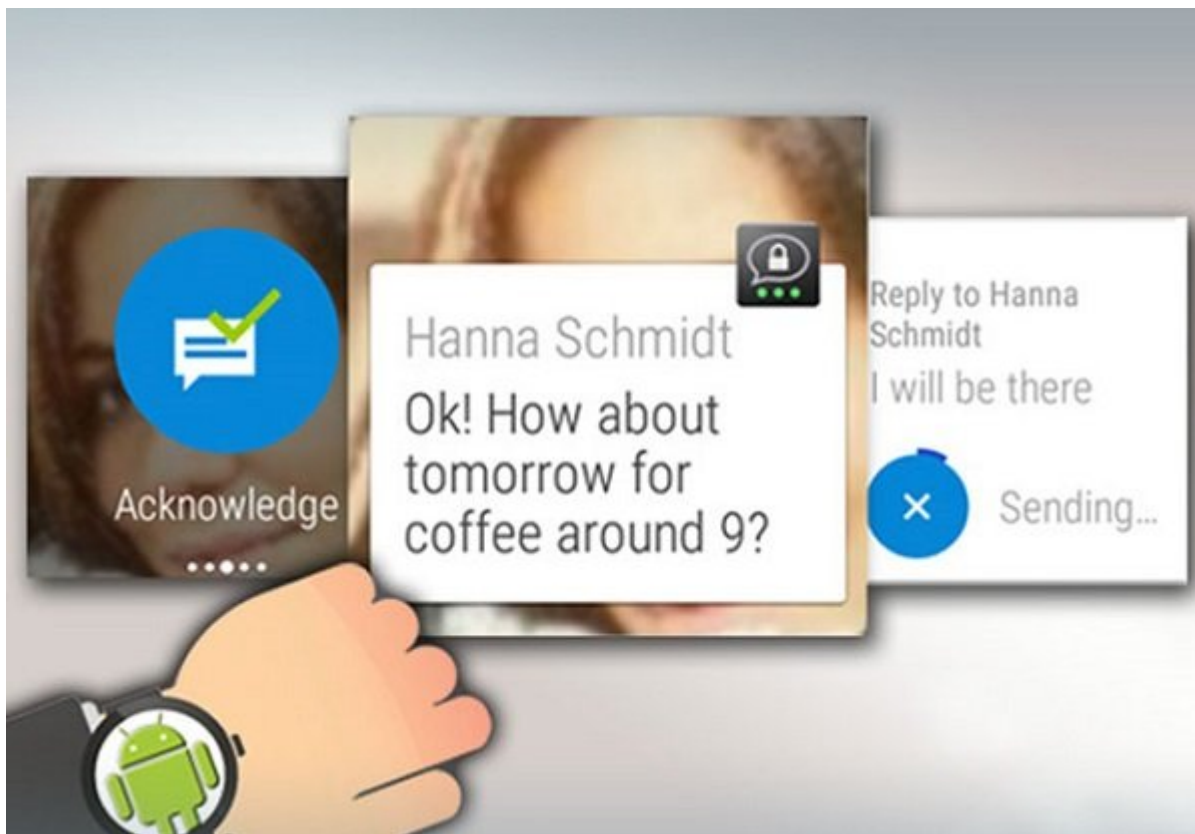 Acknowledge
Hanna Schmidt
Ok! How about
tomorrow for
coffee around 9?
Reply to Hanna
Schmidt
I will be there
Sending...